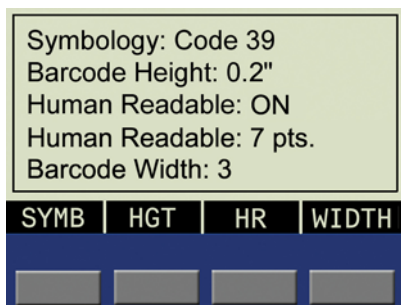 Symbology: Code 39
Barcode Height: 0.2"
Human Readable: ON
Human Readable: 7 pts.
Barcode Width: 3
SYMB HGT HR WIDTH